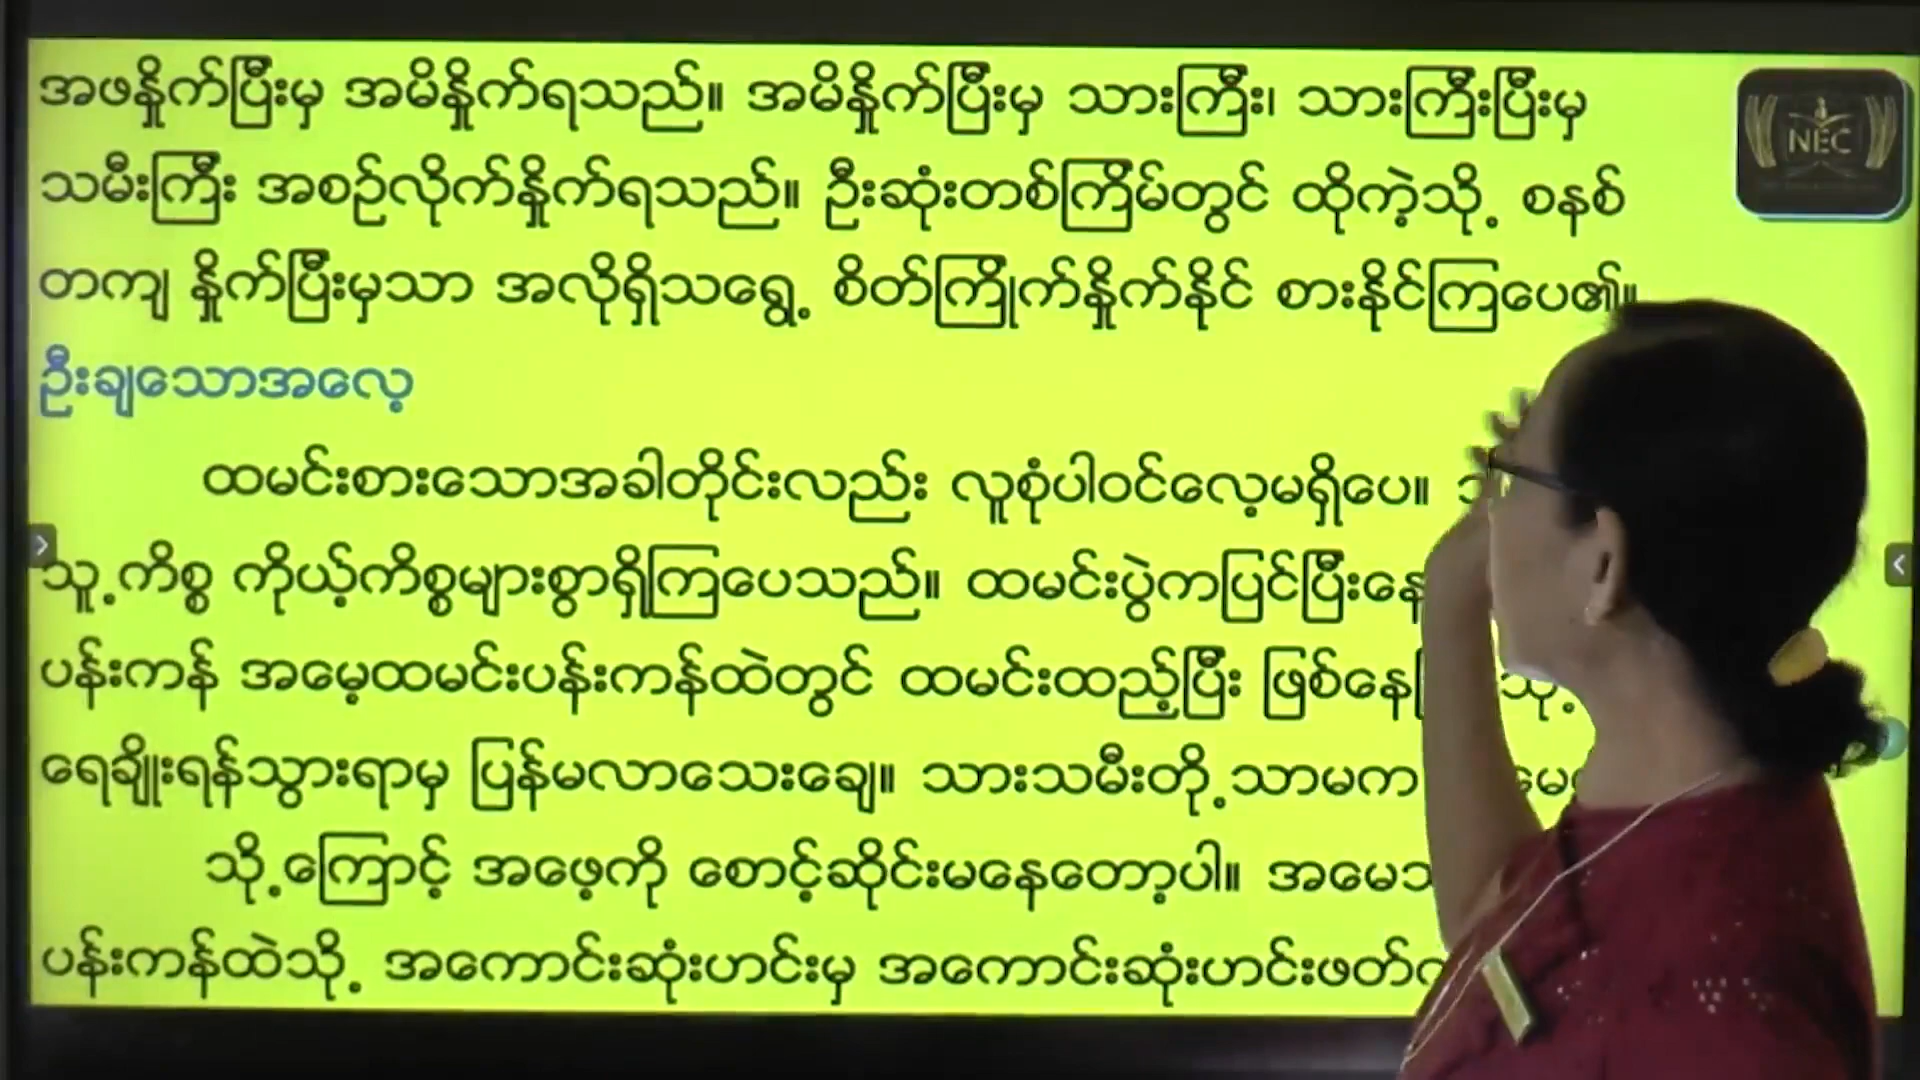 အဖနှိုက်ပြီးမှ အမိနှိုက်ရသည်။ အမိနှိုက်ပြီးမှ သားကြီး၊ သားကြီးပြီးမှ
NEC
သမီးကြီး အစဉ်လိုက်နှိုက်ရသည်။ ဦးဆုံးတစ်ကြိမ်တွင် ထိုကဲ့သို့ စနစ်
တကျ နှိုက်ပြီးမှသာ အလိုရှိသရွေ့ စိတ်ကြိုက်နှိုက်နိုင် စားနိုင်ကြပေ၏။
ဦးချသောအလေ့
ထမင်းစားသောအခါတိုင်းလည်း လူစုံပါဝင်လေ့မရှိပေ။
သူ့ကိစ္စ ကိုယ့်ကိစ္စများစွာရှိကြပေသည်။ ထမင်းပွဲကပြင်ပြီးနေ
ပန်းကန် အမေ့ထမင်းပန်းကန်ထဲတွင် ထမင်းထည့်ပြီး ဖြစ်နေ သို့
ရေချိုးရန်သွားရာမှ ပြန်မလာသေးချေ။ သားသမီးတို့သာမက
သို့ကြောင့် အဖေ့ကို စောင့်ဆိုင်းမနေတော့ပါ။ အမေ
ပန်းကန်ထဲသို့ အကောင်းဆုံးဟင်းမှ အကောင်းဆုံးဟင်းဖတ်